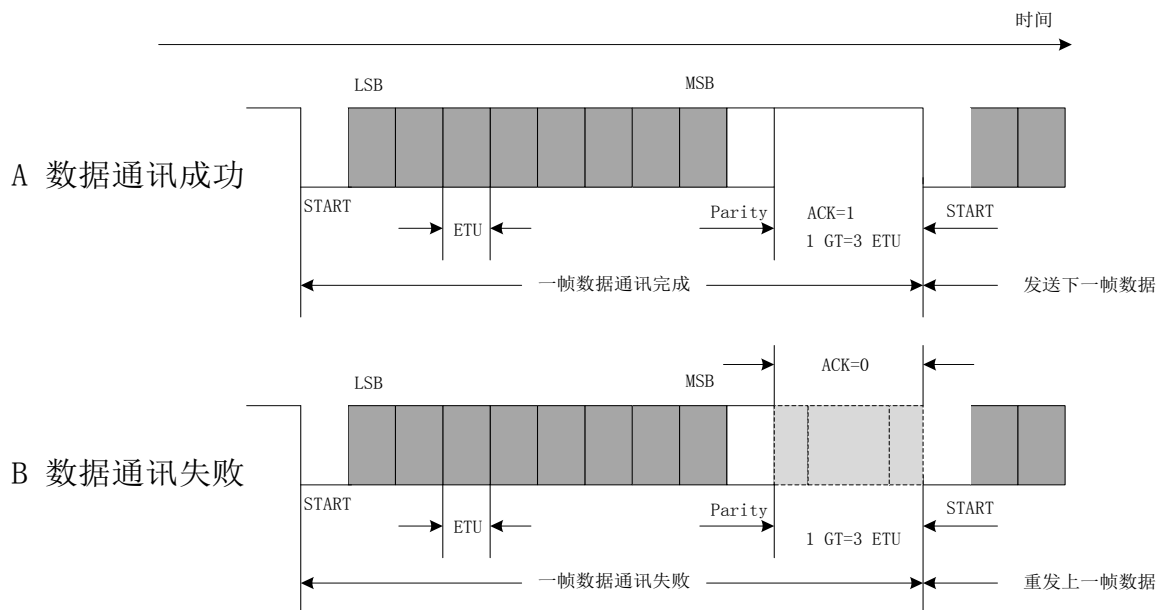 时间
LSB
MSB
A 数据通讯成功
START
ETU
Parity
ACK=1
1 GT=3 ETU
START
一帧数据通讯完成
发送下一帧数据
ACK=0
LSB
MSB
B 数据通讯失败
START
ETU
Parity
1 GT=3 ETU
START
一帧数据通讯失败
重发上一帧数据